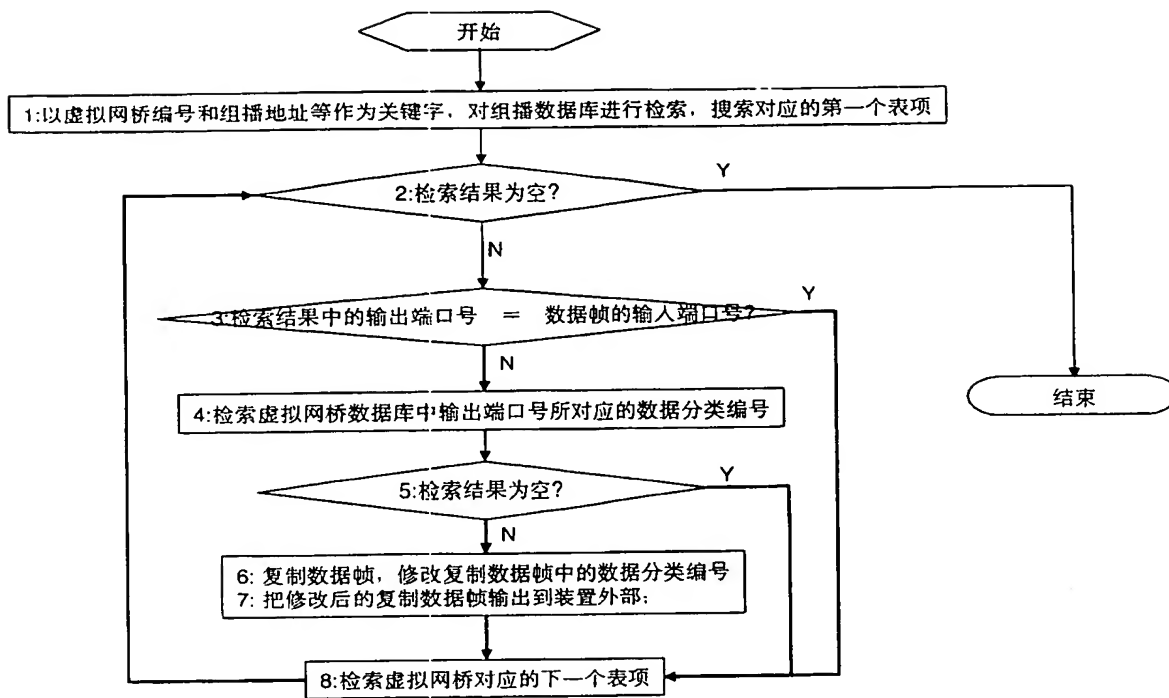 开始
1:以虚拟网桥编号和组播地址等作为关键字，对组播数据库进行检索，搜索对应的第一个表项
Y
2:检索结果为空?
N
Y
3:检索结果中的输出端口号 = 数据帧的输入端口号?
N
结束
4:检索虚拟网桥数据库中输出端口号所对应的数据分类编号
Y
5:检索结果为空?
N
6: 复制数据帧，修改复制数据帧中的数据分类编号
7: 把修改后的复制数据帧输出到装置外部;
8:检索虚拟网桥对应的下一个表项